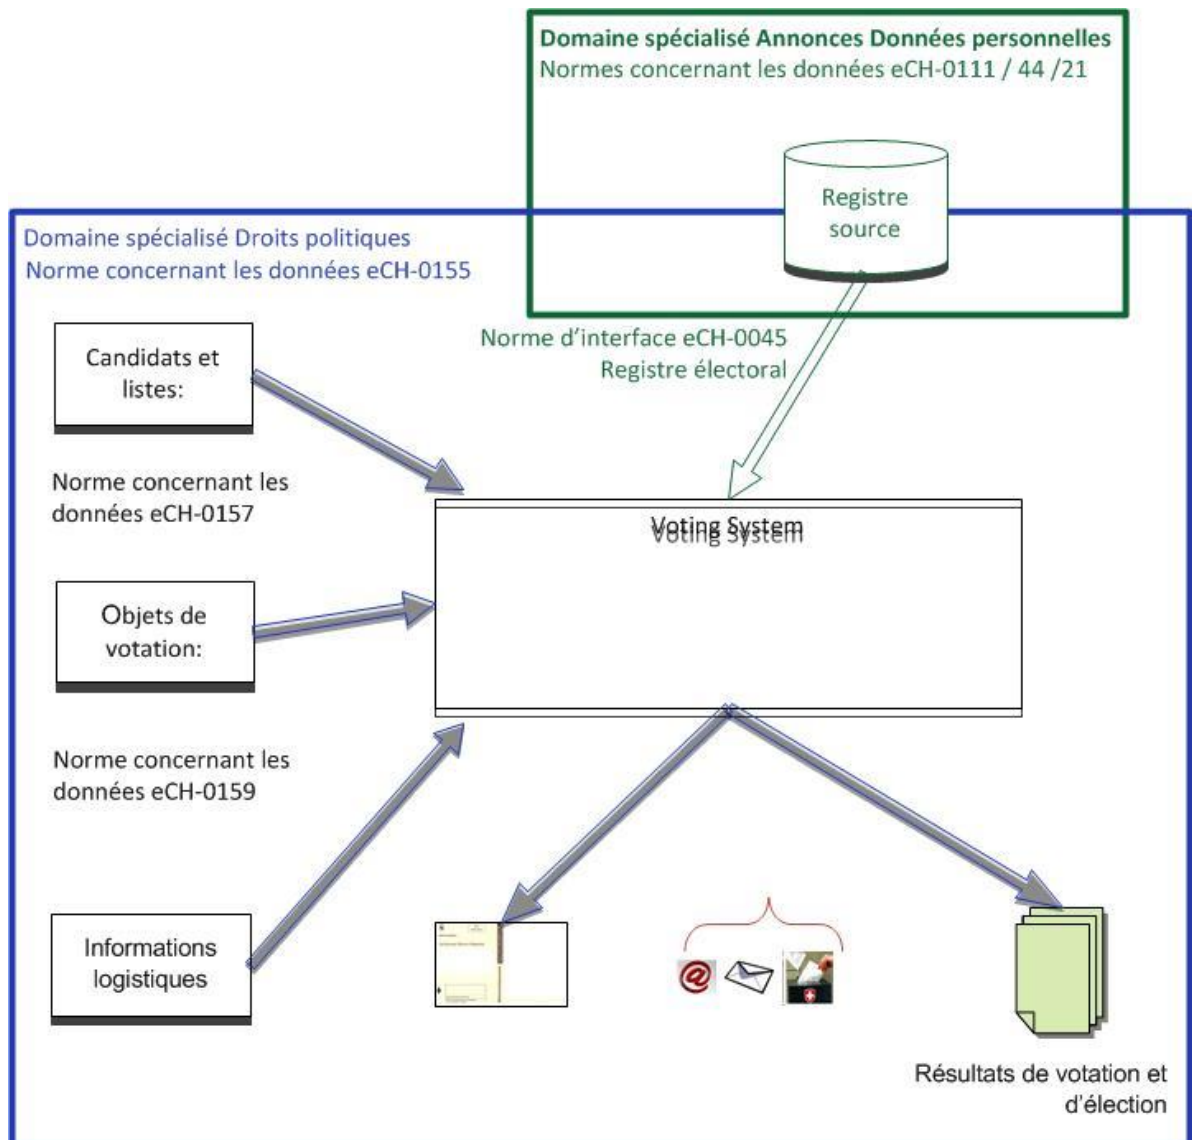 Domaine spécialisé Annonces Données personnelles
Normes concernant les données eCH-0111 / 44 /21
Registre
source
Domaine spécialisé Droits politiques
Norme concernant les données eCH-0155
Norme d’interface eCH-0045
Registre électoral
Candidats et
listes:
Norme concernant les
données eCH-0157
Voting System
Voting System
Objets de
votation:
Norme concernant les
données eCH-0159
Informations
logistiques
@
Résultats de votation et
d’élection